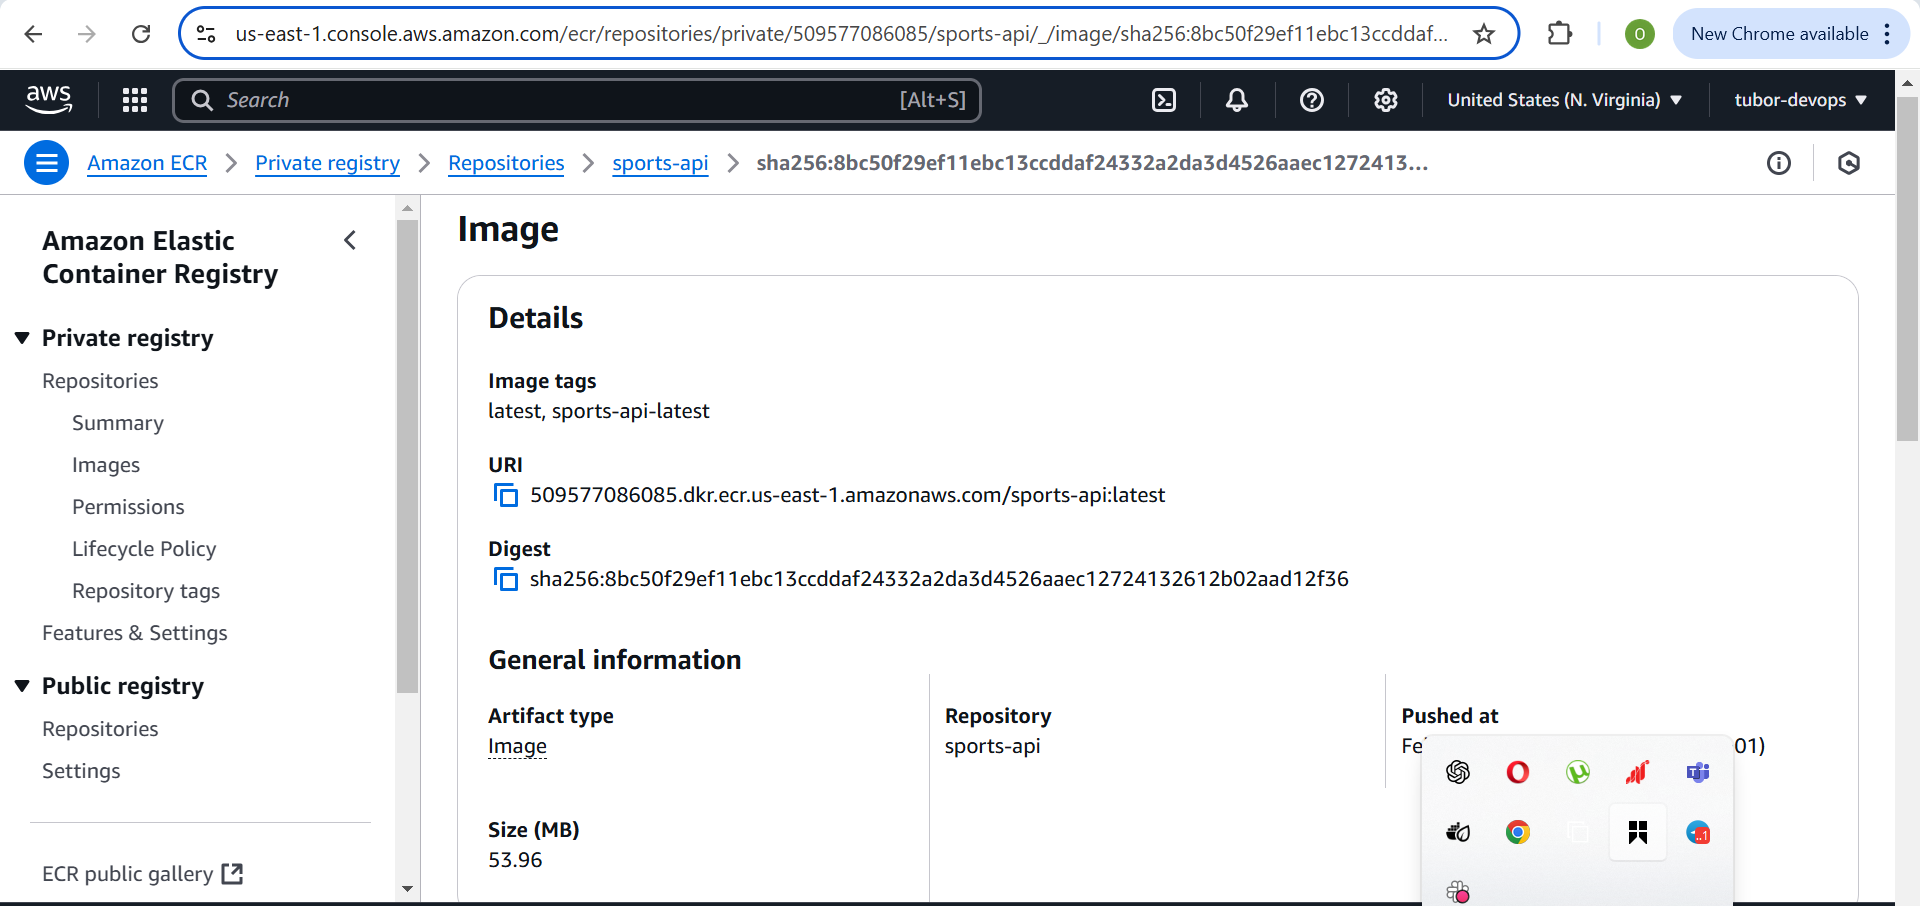 us-east-1.console.aws.amazon.com/ecr/repositories/private/509577086085/sports-api/_/image/sha256:8bc50f29ef11ebc13ccddaf...
O
New Chrome available
aws
Search
[Alt+S]
United States (N. Virginia)
tubor-devops
Amazon ECR
Private registry
Repositories
sports-api
sha256:8bc50f29ef11ebc13ccddaf24332a2da3d4526aaec1272413...
Amazon Elastic
Container Registry
Private registry
Repositories
Summary
Images
Permissions
Lifecycle Policy
Repository tags
Features & Settings
Public registry
Repositories
Settings
ECR public gallery
Image
Details
Image tags
latest, sports-api-latest
URI
509577086085.dkr.ecr.us-east-1.amazonaws.com/sports-api:latest
Digest
sha256:8bc50f29ef11ebc13ccddaf24332a2da3d4526aaec12724132612b02aad12f36
General information
Artifact type
Image
Repository
sports-api
Pushed at
01)
Size (MB)
53.96